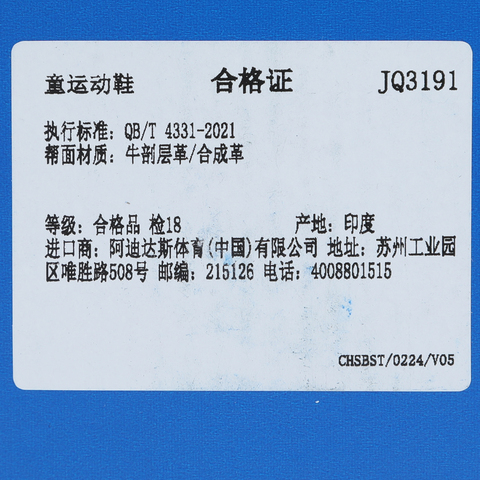 童运动鞋 合格证 JQ3191
执行标准：QB/T 4331-2021
帮面材质：牛剖层革/合成革
等级：合格品 检18 产地：印度
进口商：阿迪达斯体育(中国)有限公司 地址：苏州工业园
区唯胜路508号 邮编：215126 电话：4008801515
CHSBST/0224/V05